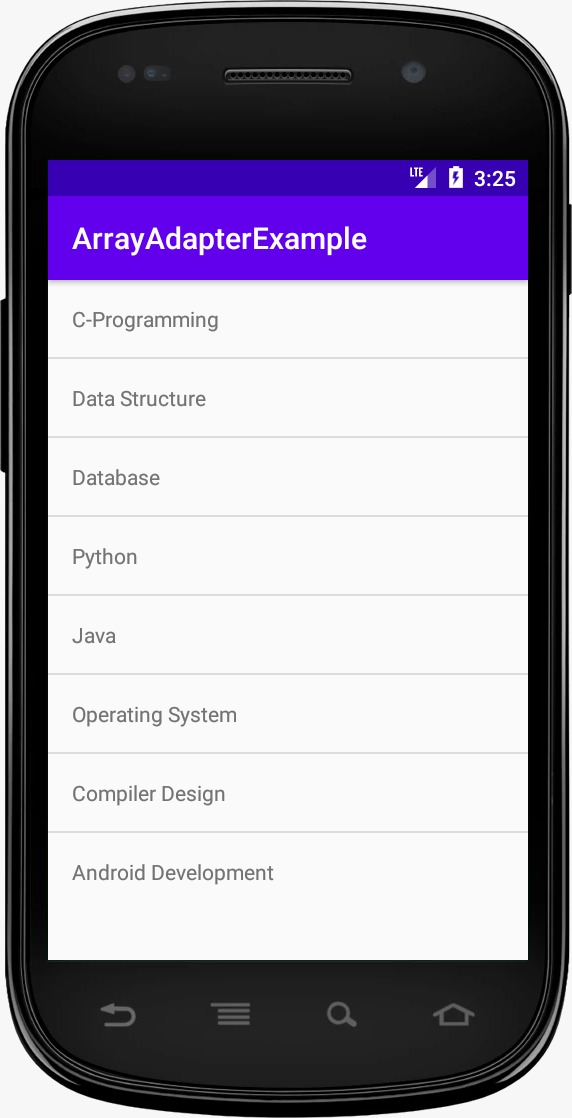 LTE 3:25
ArrayAdapterExample
C-Programming
Data Structure
Database
Python
Java
Operating System
Compiler Design
Android Development